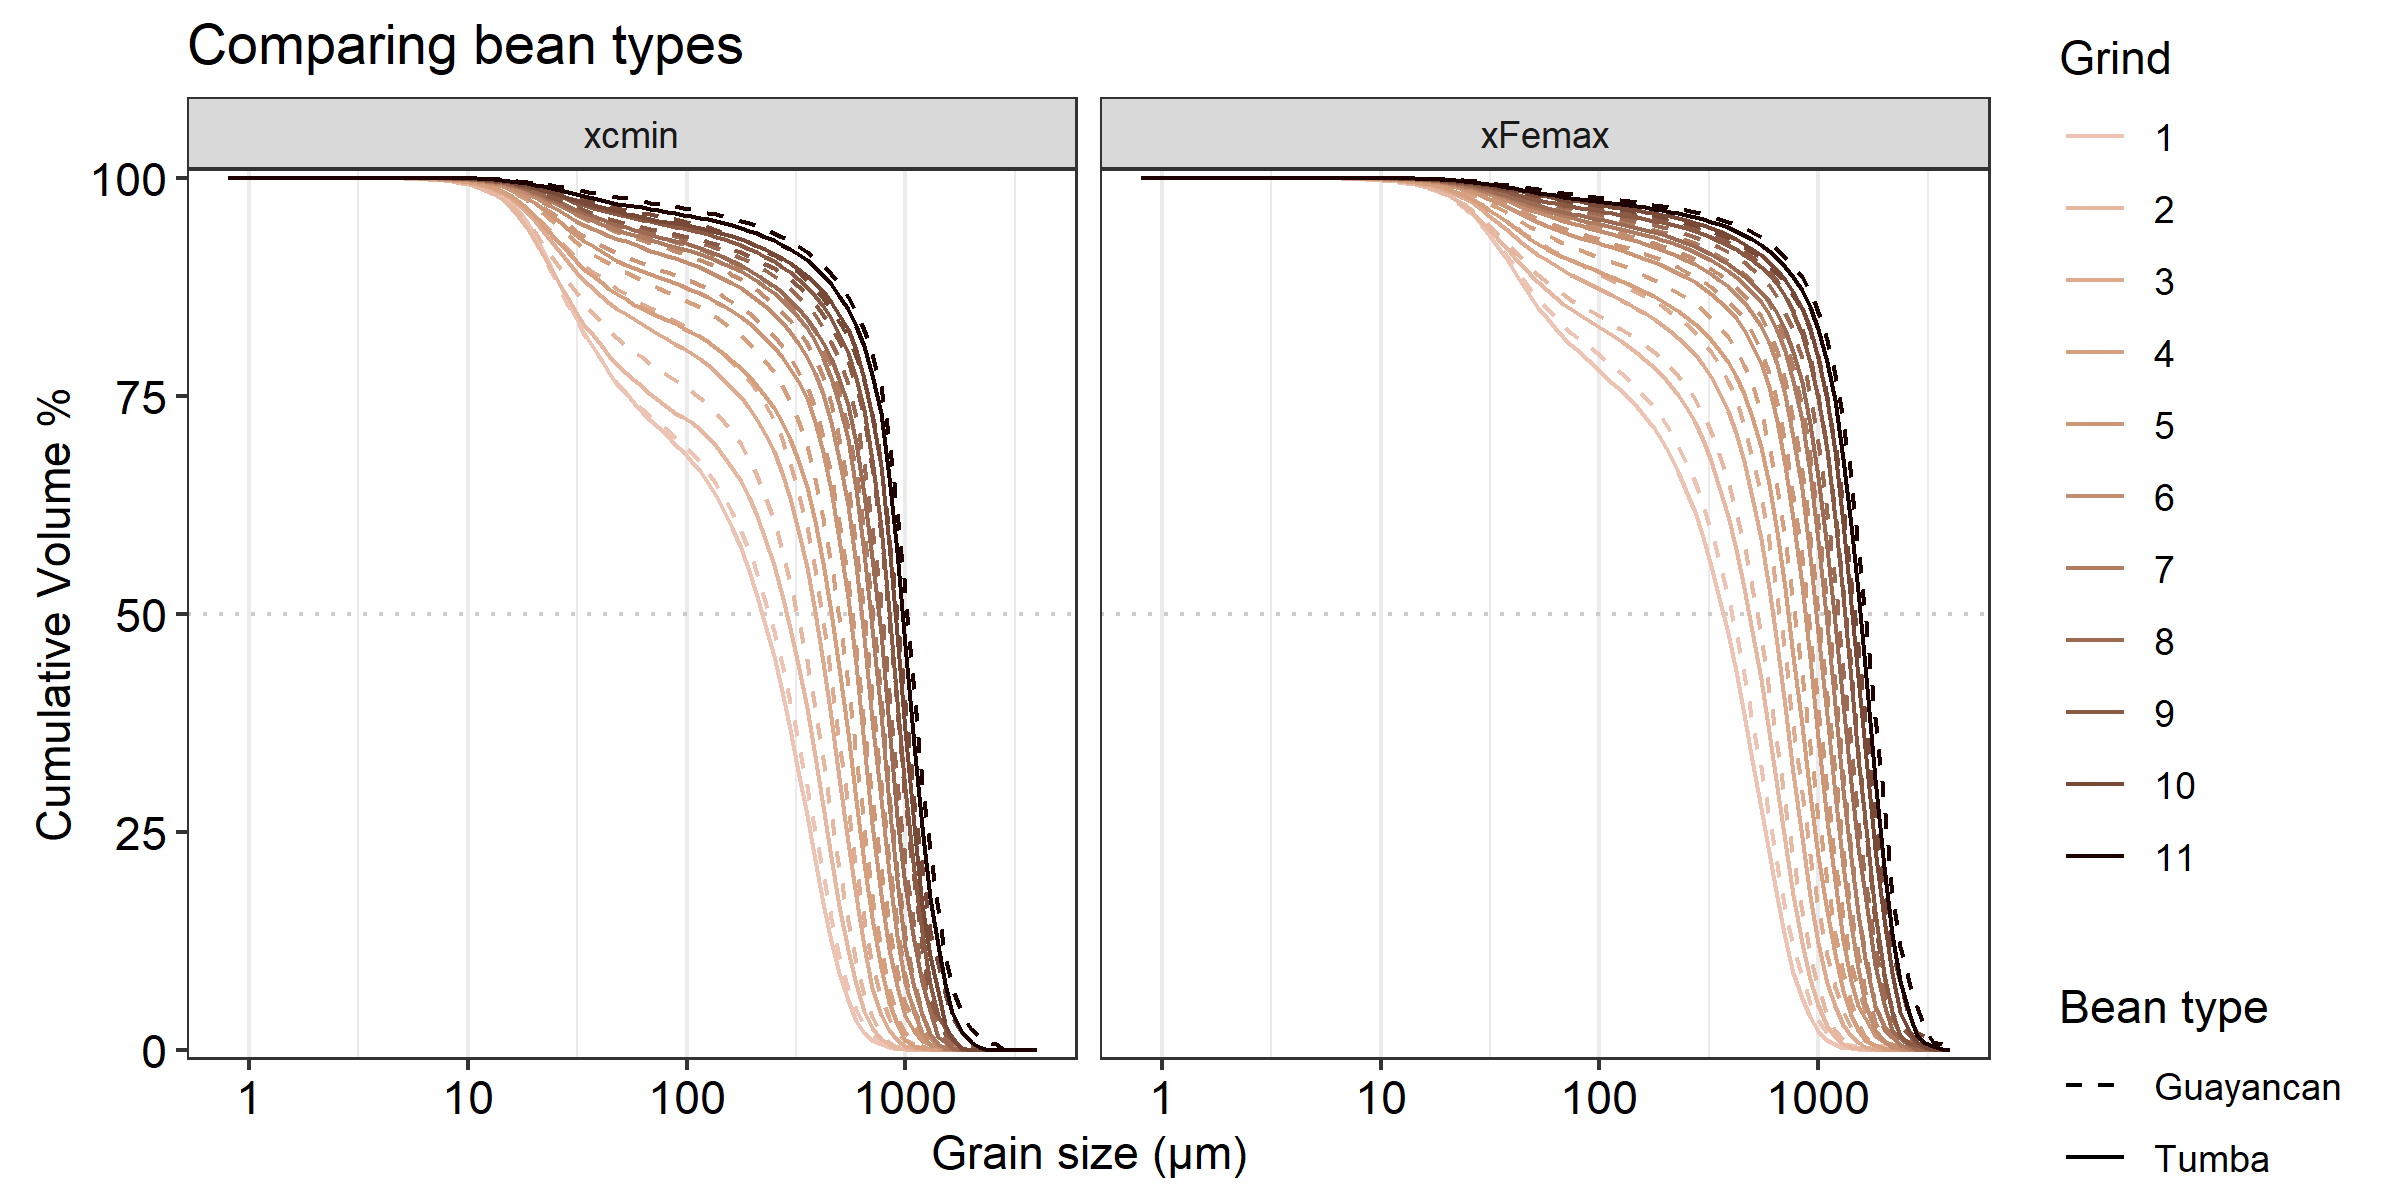 Comparing bean types
xcmin
xFemax
Cumulative Volume %
100
75
50
25
0
1 10 100 1000
1 10 100 1000
Grain size (µm)
Grind
1
2
3
4
5
6
7
8
9
10
11
Bean type
Guayancan
Tumba